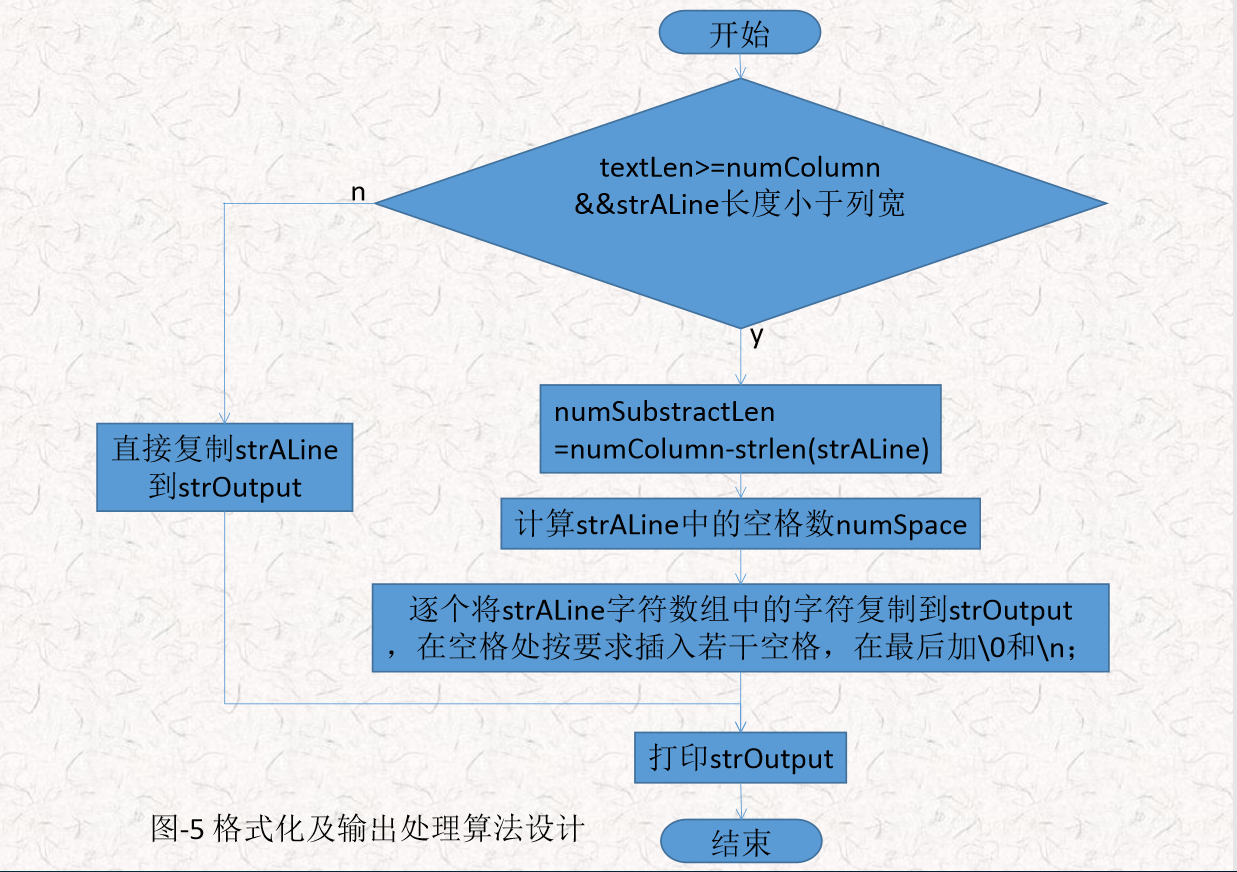 开始
textLen>=numColumn
&&strALine长度小于列宽
n
y
numSubstractLen
=numColumn-strlen(strALine)
直接复制strALine
到strOutput
计算strALine中的空格数numSpace
逐个将strALine字符数组中的字符复制到strOutput
，在空格处按要求插入若干空格，在最后加\0和\n；
打印strOutput
图-5 格式化及输出处理算法设计
结束